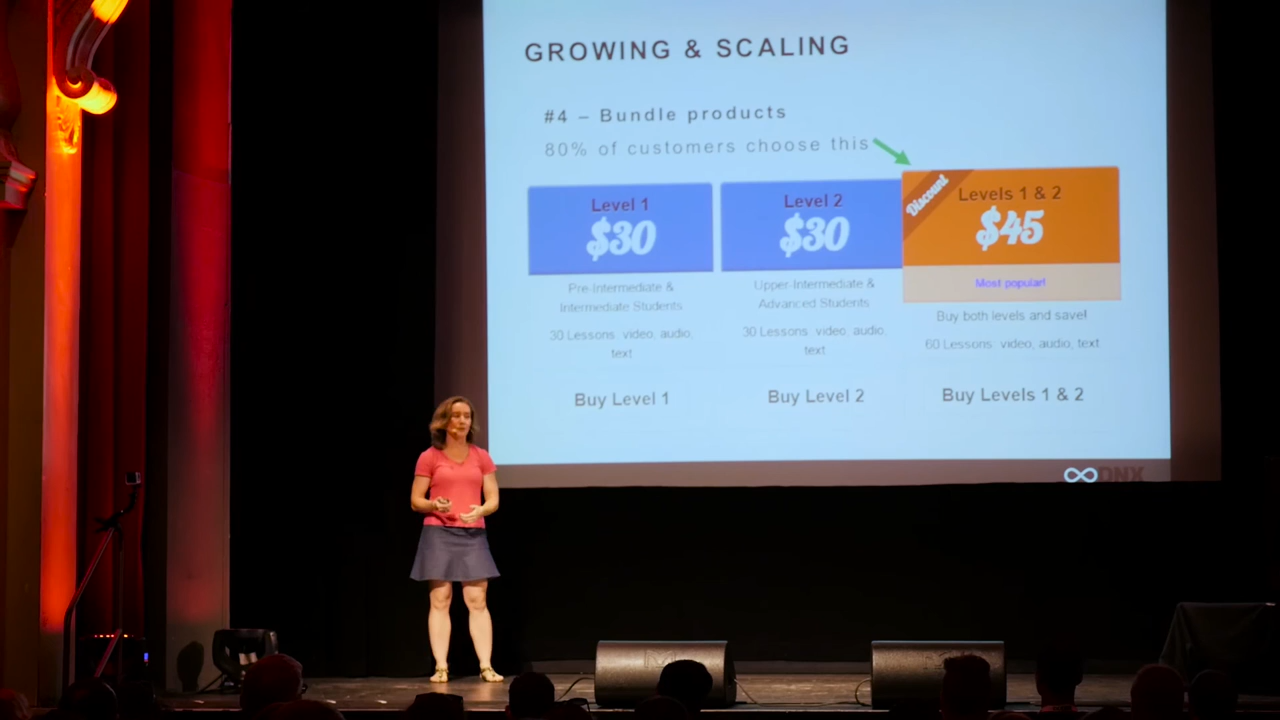 GROWING & SCALING
#4 – Bundle products
80% of customers choose this
Level 1
$30
Pre-Intermediate &
Intermediate Students
30 Lessons: video, audio,
text
Buy Level 1
Level 2
$30
Upper-Intermediate &
Advanced Students
30 Lessons: video, audio,
text
Buy Level 2
Discount
Levels 1 & 2
$45
Most popular!
Buy both levels and save!
60 Lessons: video, audio, text
Buy Levels 1 & 2
DNX